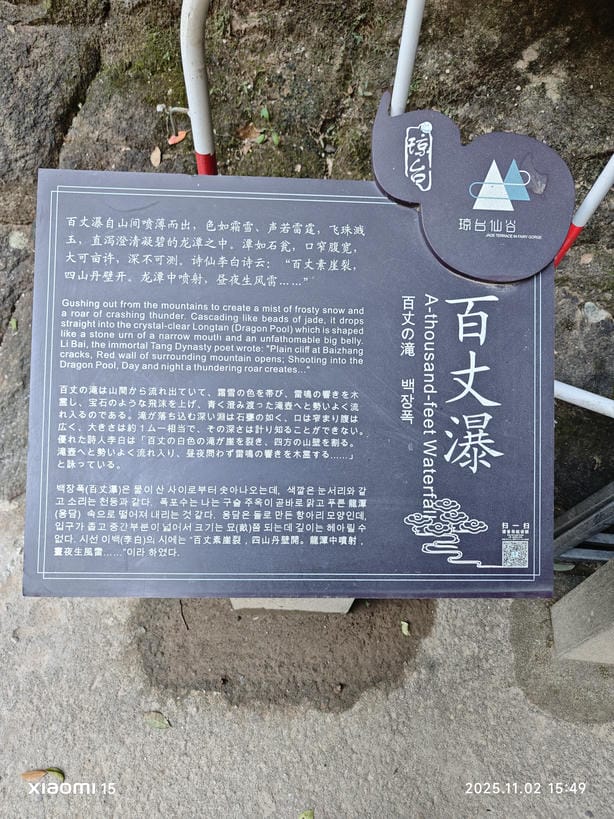 琼台
琼台仙谷
JADE TERRACE IN FAIRY GORGE
百丈瀑
A-thousand-feet Waterfall
百丈の滝 백장폭
百丈瀑自山间喷薄而出，色如霜雪、声若雷霆，飞珠溅
玉，直泻澄清凝碧的龙潭之中。潭如石瓮，口窄腹宽，
大可亩许，深不可测。诗仙李白诗云：“百丈素崖裂，
四山丹壁开。龙潭中喷射，昼夜生风雷……”
Gushing out from the mountains to create a mist of frosty snow and
a roar of crashing thunder. Cascading like beads of jade, it drops
straight into the crystal-clear Longtan (Dragon Pool) which is shaped
like a stone urn of a narrow mouth and an unfathomable big belly.
Li Bai, the immortal Tang Dynasty poet wrote: "Plain cliff at Baizhang
cracks, Red wall of surrounding mountain opens; Shooting into the
Dragon Pool, Day and night a thundering roar creates..."
百丈の滝は山間から流れ出ていて、霜雪の色を帯び、雷鳴の響きを木
霊し、宝石のような飛沫を上げ、青く澄み渡った滝壺へと勢いよく流
れ入るのである。滝が落ち込む深い淵は石甕の如く、口は窄まり腹は
広く、大きさは約１ムー相当で、その深さは計り知ることができない。
優れた詩人李白は「百丈の白色の滝が崖を裂き、四方の山壁を割る。
滝壺へと勢いよく流れ入り、昼夜問わず雷鳴の響きを木霊する……」
と詠っている。
백장폭(百丈瀑)은 물이 산 사이로부터 솟아나오는데, 색깔은 눈서리와 같
고 소리는 천둥과 같다. 폭포수는 나는 구슬 주옥이 곧바로 맑고 푸른 龍潭
(용담) 속으로 떨어져 내리는 것 같다. 용담은 돌로 만든 항아리 모양인데,
입구가 좁고 중간부분이 넓어서 크기는 묘(畝)쯤 되는데 깊이는 헤아릴 수
없다. 시선 이백(李白)의 시에는 “百丈素崖裂，四山丹壁開。龍潭中噴射，
晝夜生風雷……”이라 하였다.
扫一扫
xiaomi 15
2025.11.02 15:49